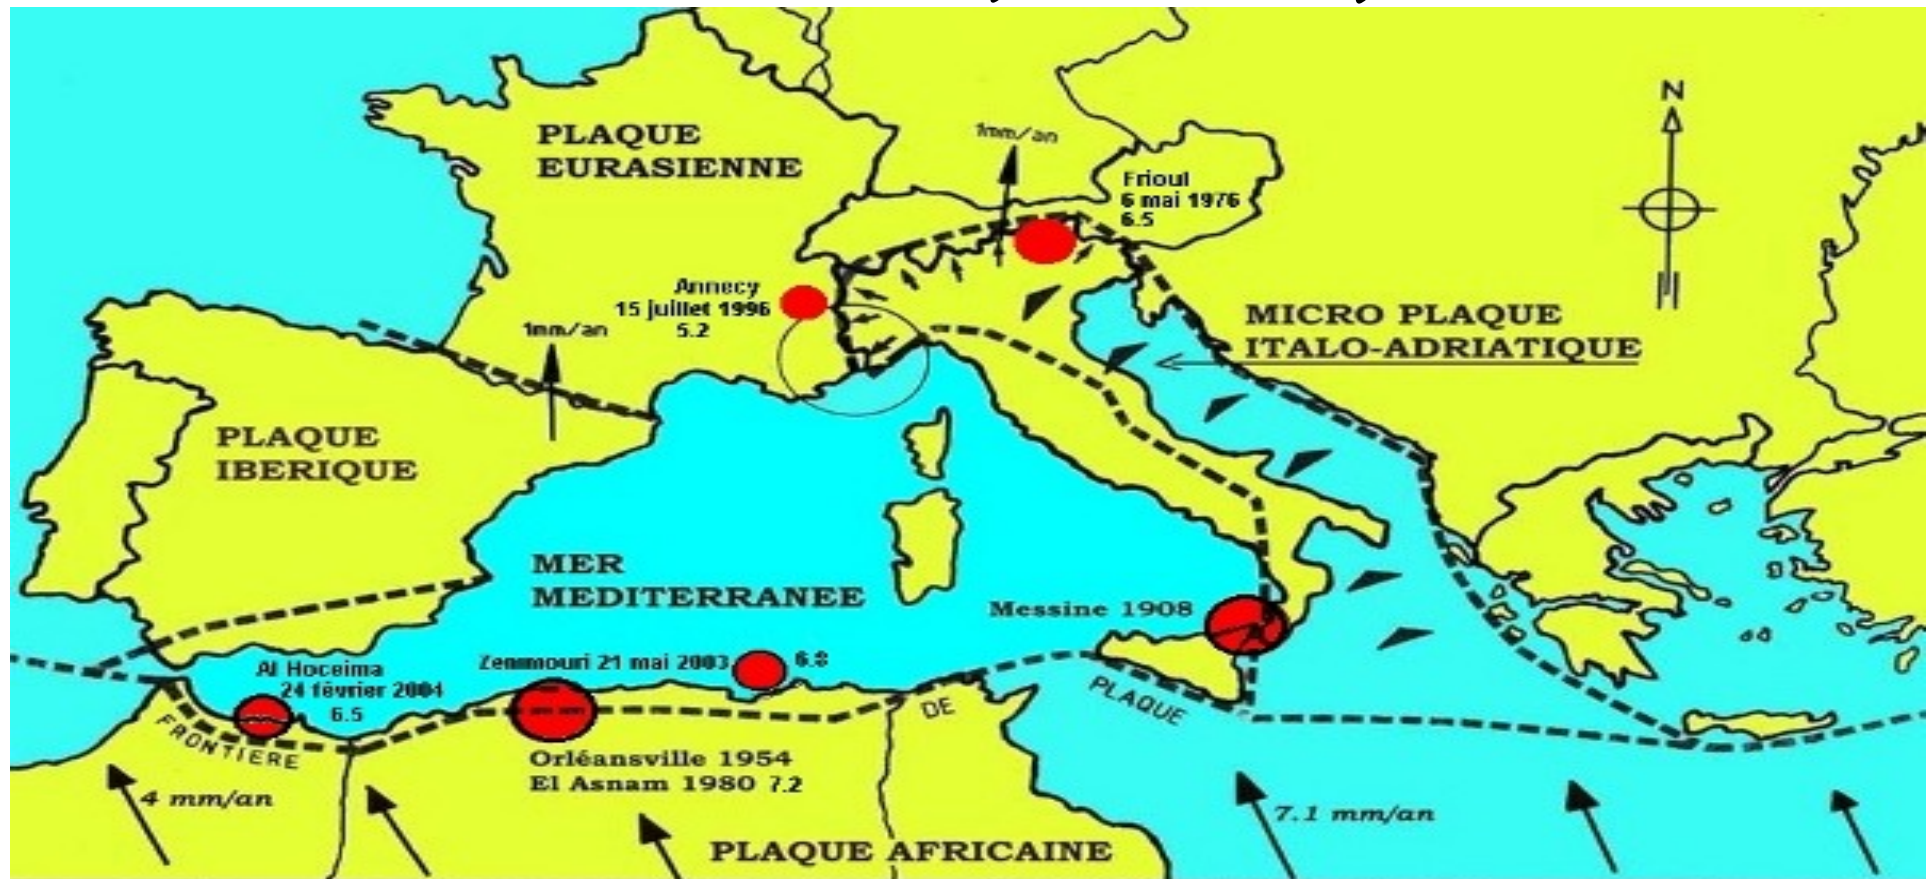 PLAQUE
EURASIENNE
1mm/an
N
Frioul
6 mai 1976
6.5
Annecy
15 juillet 1996
5.2
1mm/an
MICRO PLAQUE
ITALO-ADRIATIQUE
PLAQUE
IBERIQUE
MER
MEDITERRANEE
Messine 1908
Al Hoceima
24 février 2004
6.5
Zemmouri 21 mai 2003
6.8
FRONTIERE
DE
PLAQUE
Orléansville 1954
El Asnam 1980 7.2
4 mm/an
7.1 mm/an
PLAQUE AFRICAINE